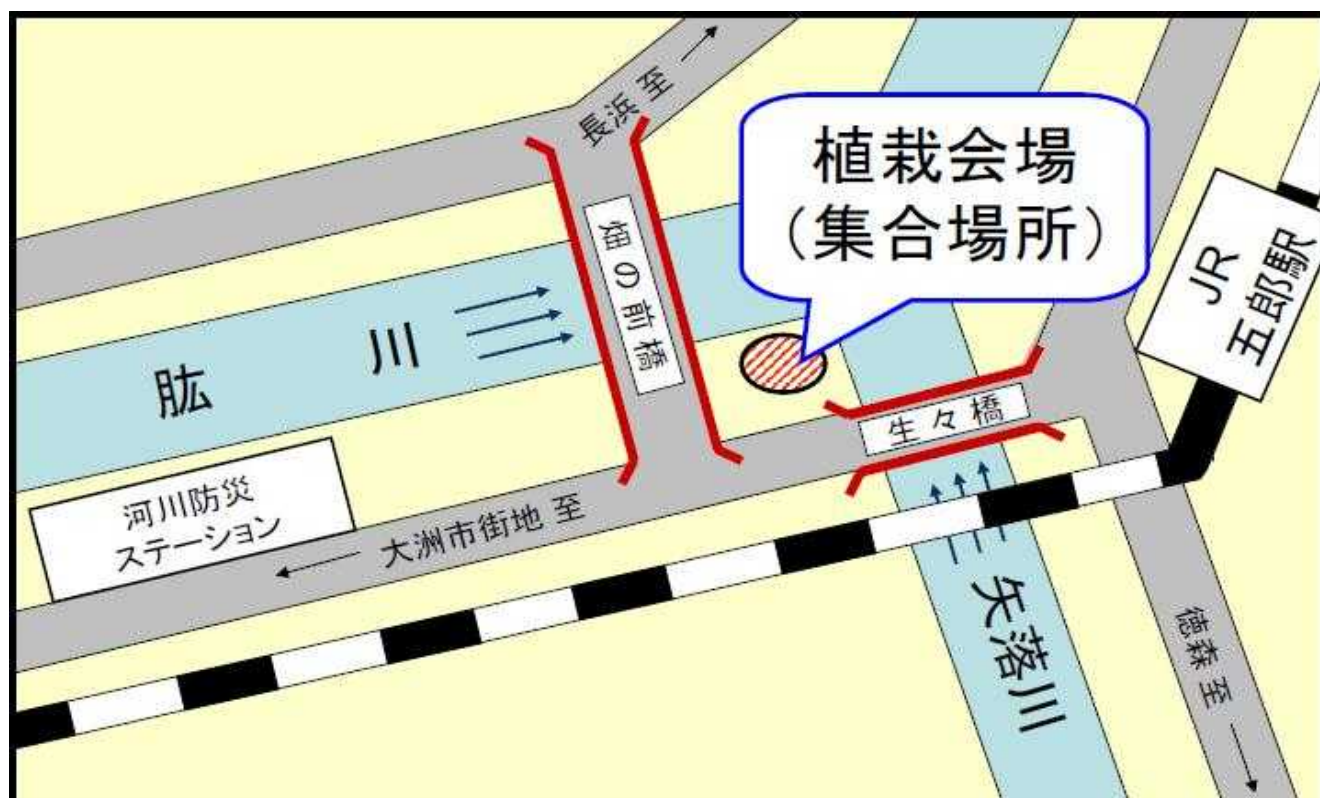 長浜 至
植栽会場
（集合場所）
畑の前橋
JR
五郎駅
肱 川
生々橋
河川防災
ステーション
大洲市街地 至
矢落川
徳森 至